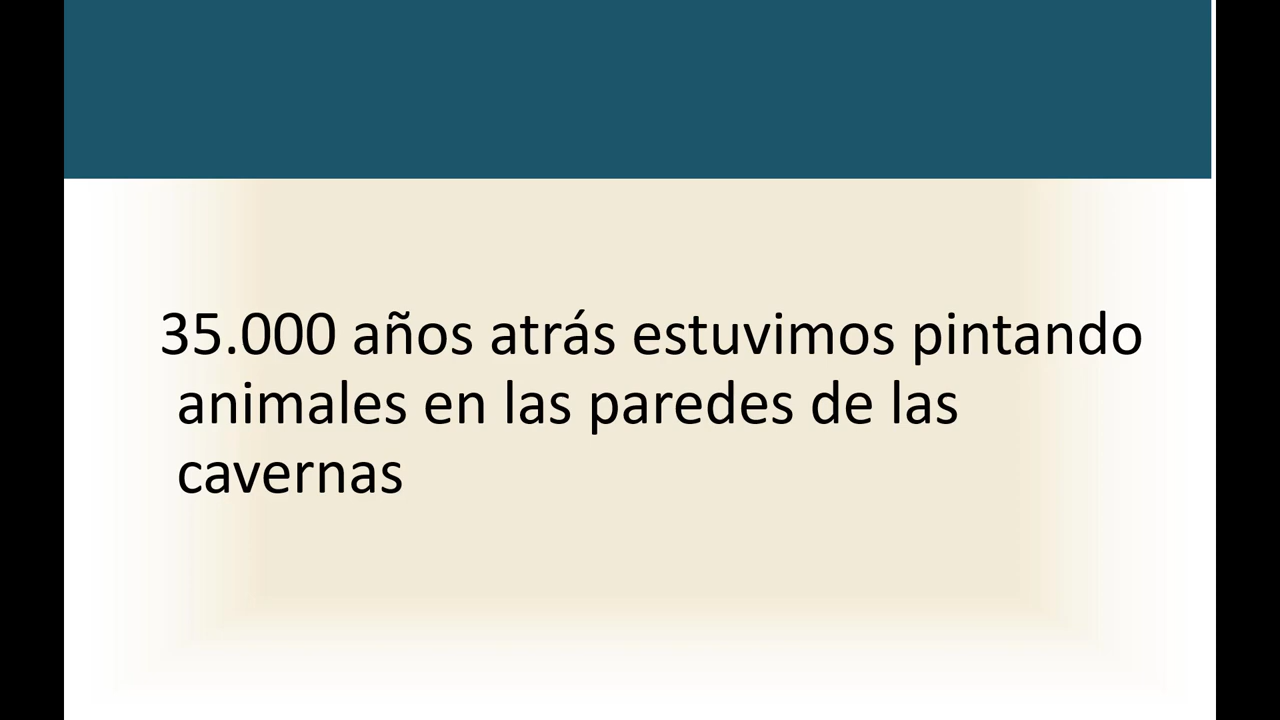 35.000 años atrás estuvimos pintando
animales en las paredes de las
cavernas